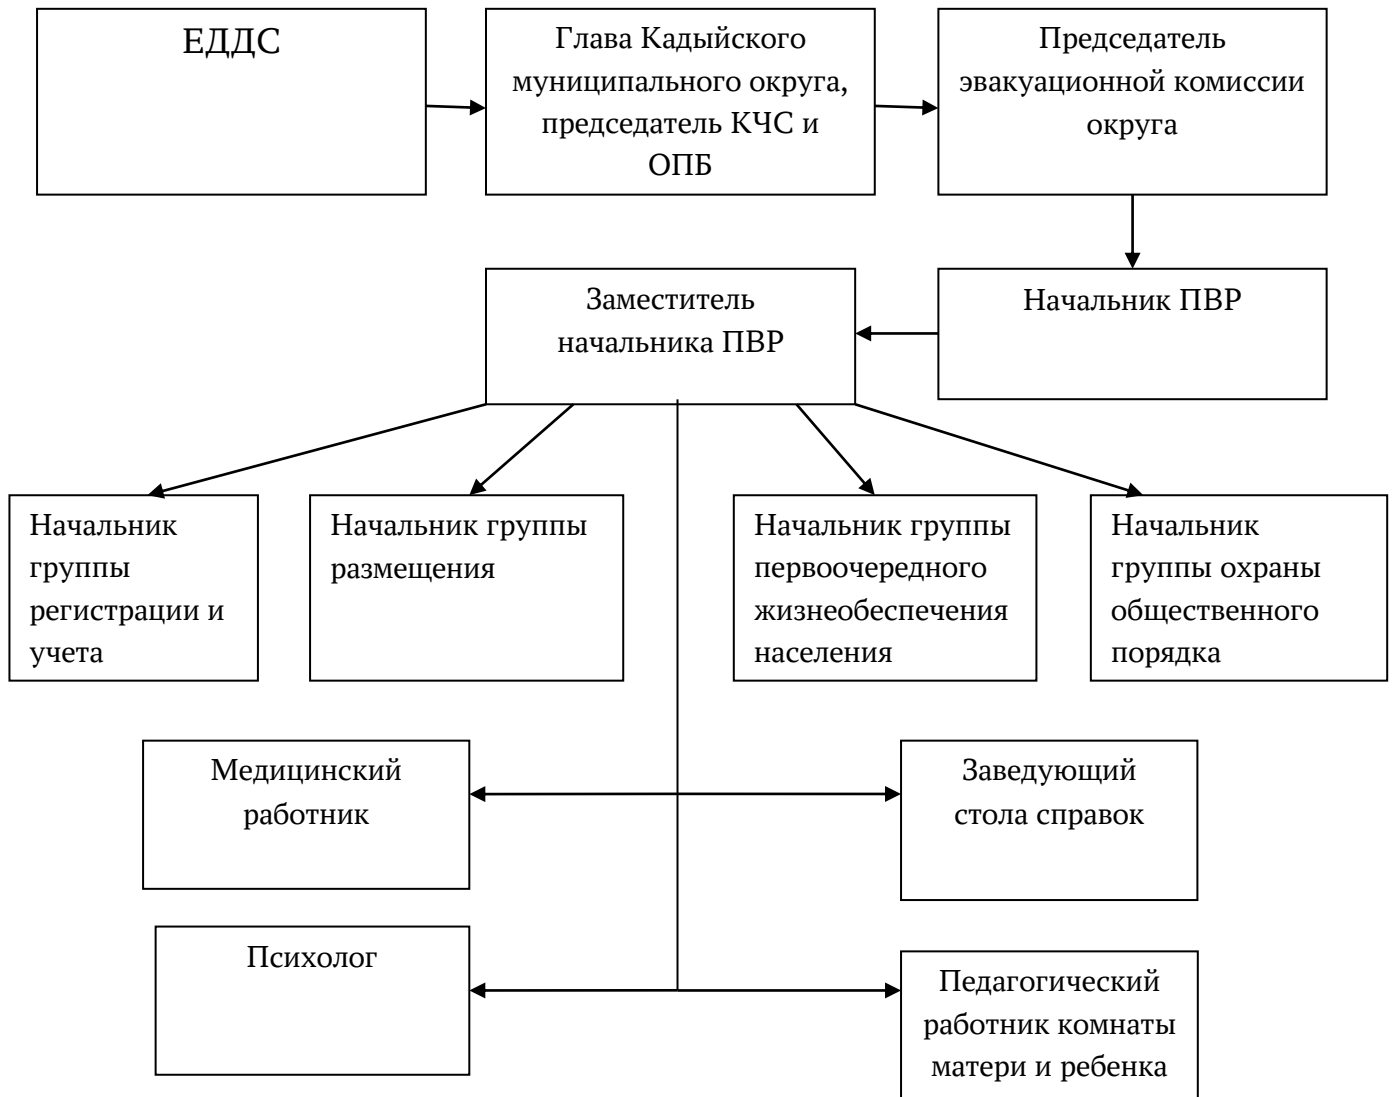 ЕДДС
Глава Кадыйского
муниципального округа,
председатель КЧС и
ОПБ
Председатель
эвакуационной комиссии
округа
Заместитель
начальника ПВР
Начальник ПВР
Начальник
группы
регистрации и
учета
Начальник группы
размещения
Начальник группы
первоочередного
жизнеобеспечения
населения
Начальник
группы охраны
общественного
порядка
Медицинский
работник
Заведующий
стола справок
Психолог
Педагогический
работник комнаты
матери и ребенка